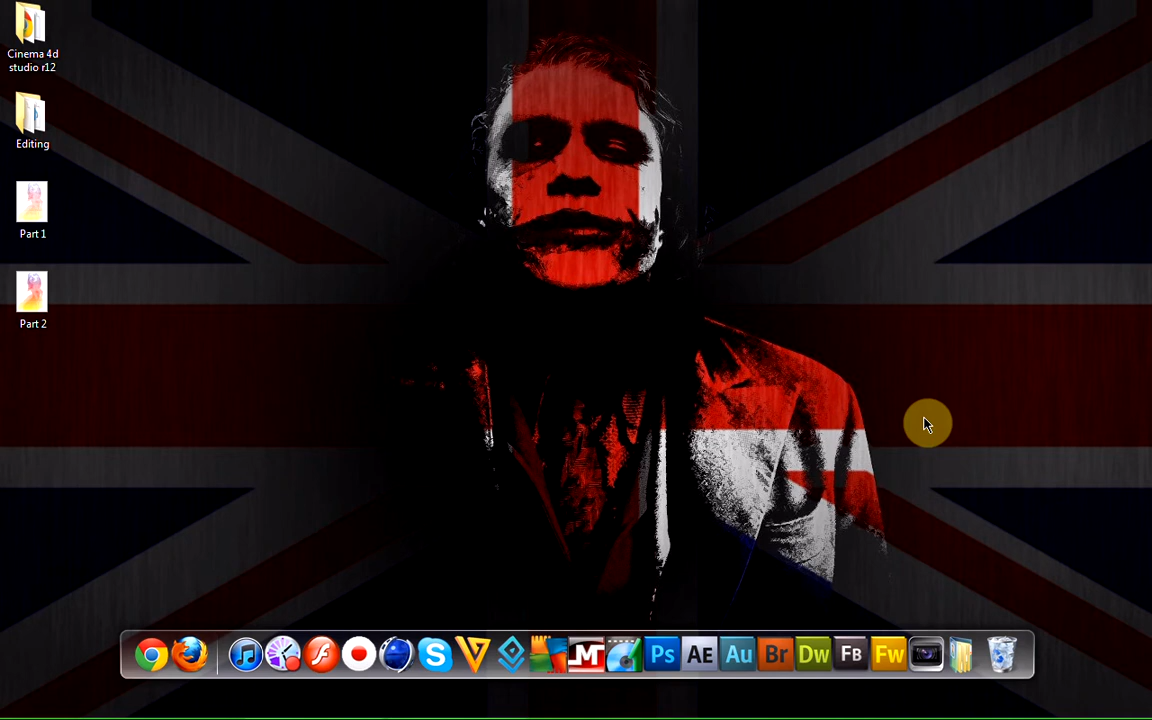 Cinema 4d
studio r12
Editing
Part 1
Part 2
Ps
AE
Au
Br
Dw
FB
Fw